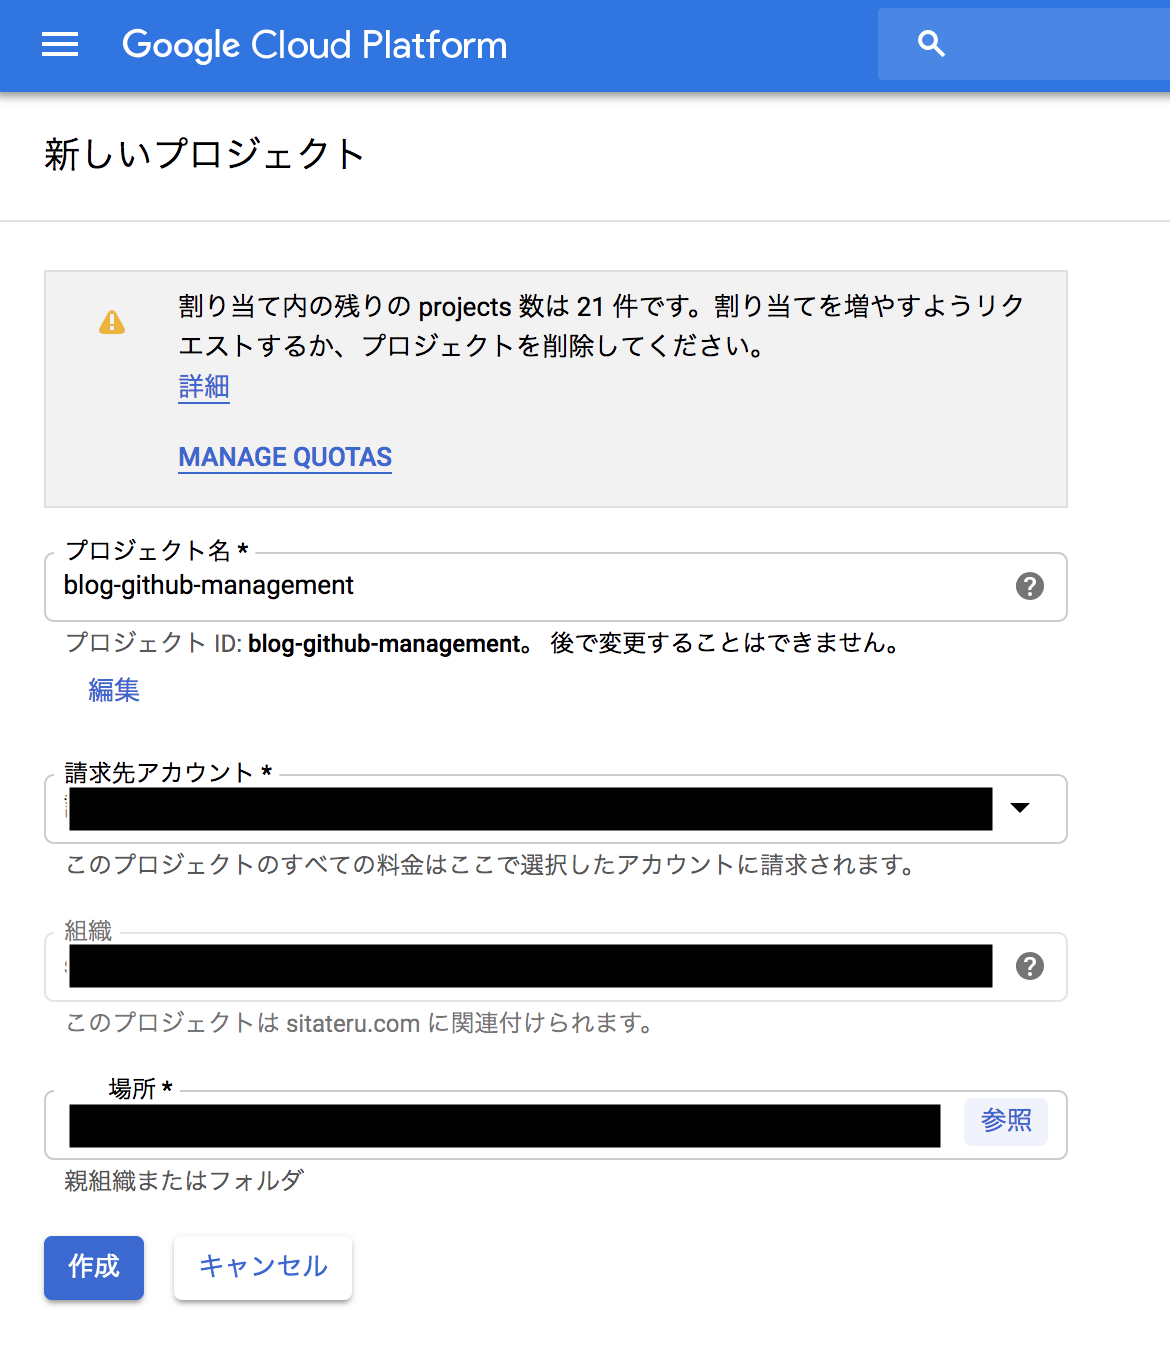 Google Cloud Platform
新しいプロジェクト
割り当て内の残りの projects 数は 21 件です。割り当てを増やすようリク
エストするか、プロジェクトを削除してください。
詳細
MANAGE QUOTAS
プロジェクト名 *
blog-github-management
プロジェクト ID: blog-github-management。 後で変更することはできません。
編集
請求先アカウント *
このプロジェクトのすべての料金はここで選択したアカウントに請求されます。
組織
このプロジェクトは sitateru.com に関連付けられます。
場所 *
参照
親組織またはフォルダ
作成
キャンセル